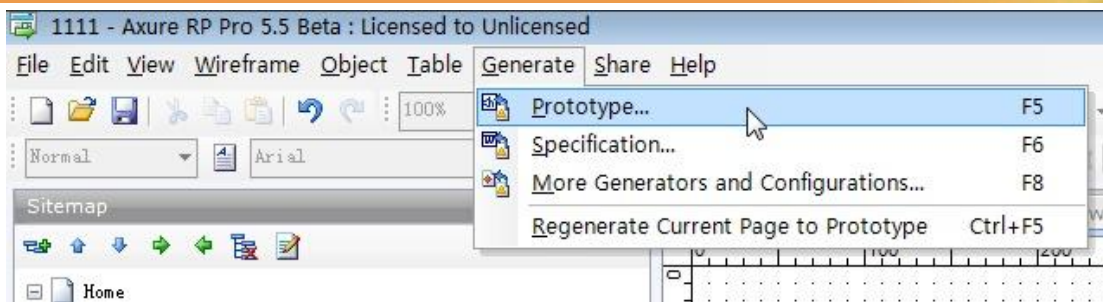 1111 - Axure RP Pro 5.5 Beta : Licensed to Unlicensed
File Edit View Wireframe Object Table Generate Share Help
100%
Prototype... F5
Normal Arial
Specification... F6
More Generators and Configurations... F8
Sitemap
Regenerate Current Page to Prototype Ctrl+F5
0 100 200
0
Home